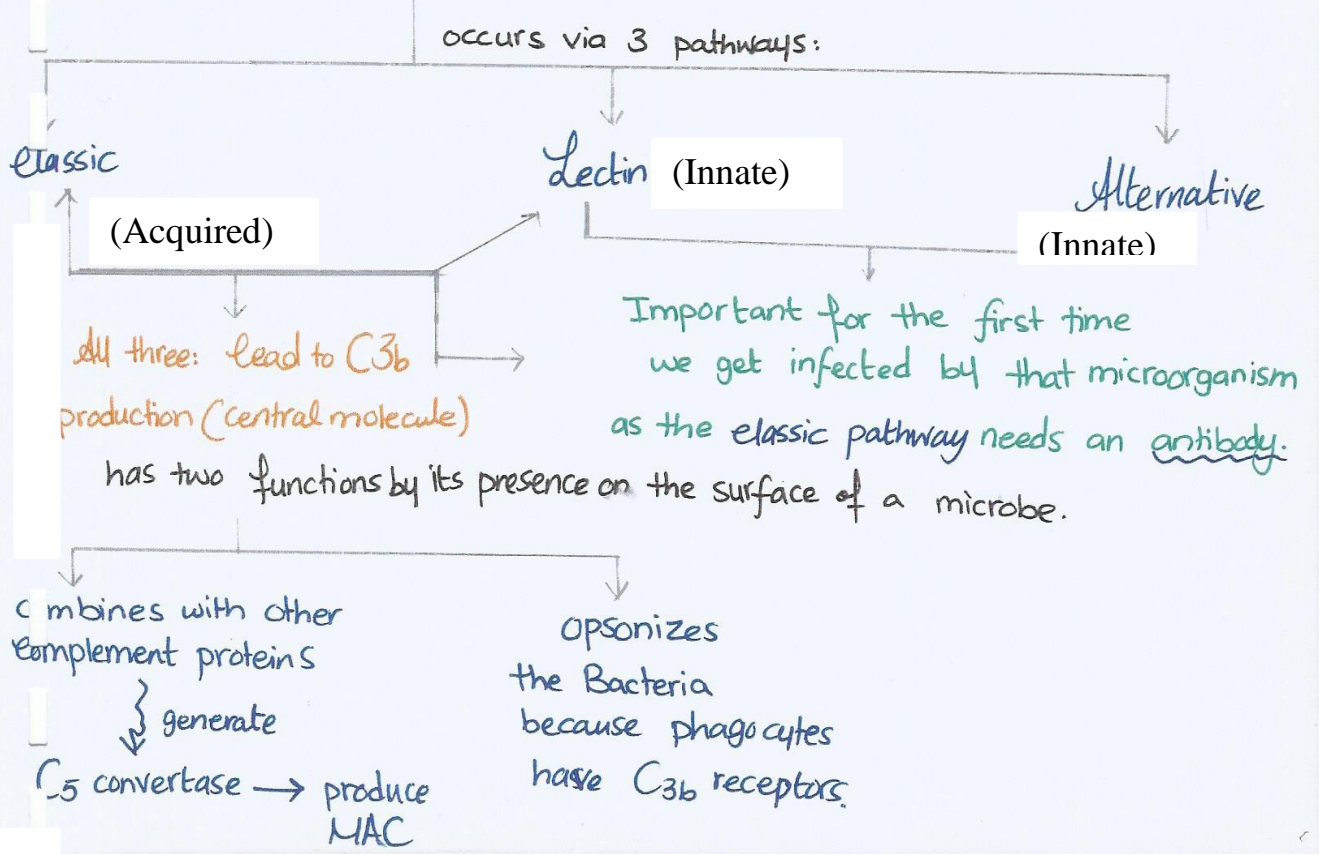 occurs via 3 pathways:
Classic
Lectin (Innate)
Alternative
(Acquired)
(Innate)
All three: lead to C3b
production (central molecule)
Important for the first time
we get infected by that microorganism
as the classic pathway needs an antibody.
has two functions by its presence on the surface of a microbe.
c mbines with other
complement proteins
generate
C5 convertase → produce
MAC
opsonizes
the Bacteria
because phagocytes
have C3b receptors.